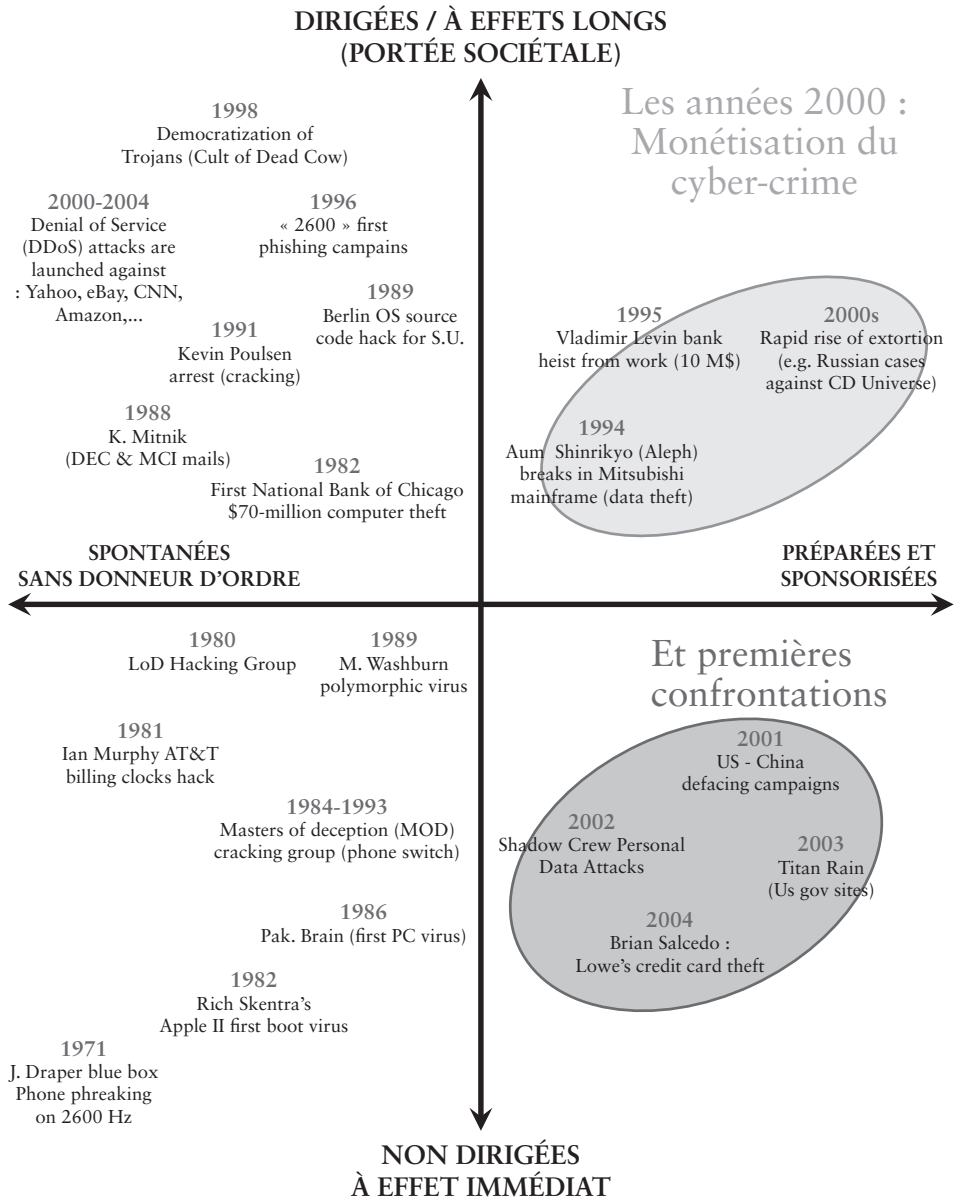 DIRIGÉES / À EFFETS LONGS
(PORTÉE SOCIÉTALE)
Les années 2000 :
Monétisation du
cyber-crime
1998
Democratization of
Trojans (Cult of Dead Cow)
2000-2004
Denial of Service
(DDoS) attacks are
launched against
: Yahoo, eBay, CNN,
Amazon,...
1996
« 2600 » first
phishing campains
1989
Berlin OS source
code hack for S.U.
1991
Kevin Poulsen
arrest (cracking)
1988
K. Mitnik
(DEC & MCI mails)
1982
First National Bank of Chicago
$70-million computer theft
1995
Vladimir Levin bank
heist from work (10 M$)
2000s
Rapid rise of extortion
(e.g. Russian cases
against CD Universe)
1994
Aum Shinrikyo (Aleph)
breaks in Mitsubishi
mainframe (data theft)
SPONTANÉES
SANS DONNEUR D'ORDRE
PRÉPARÉES ET
SPONSORISÉES
1980
LoD Hacking Group
1989
M. Washburn
polymorphic virus
1981
Ian Murphy AT&T
billing clocks hack
1984-1993
Masters of deception (MOD)
cracking group (phone switch)
1986
Pak. Brain (first PC virus)
1982
Rich Skentra's
Apple II first boot virus
1971
J. Draper blue box
Phone phreaking
on 2600 Hz
Et premières
confrontations
2001
US - China
defacing campaigns
2002
Shadow Crew Personal
Data Attacks
2003
Titan Rain
(Us gov sites)
2004
Brian Salcedo :
Lowe's credit card theft
NON DIRIGÉES
À EFFET IMMÉDIAT